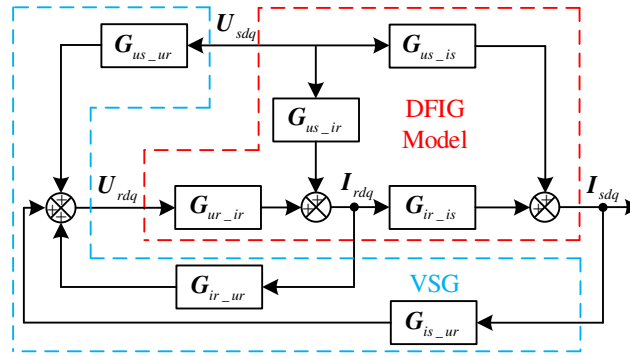 U_sdq
G_us_ur
G_us_is
G_us_ir
DFIG
Model
U_rdq
I_rdq
I_sdq
G_ur_ir
G_ir_is
+
+
+
+
+
+
+
G_ir_ur
VSG
G_is_ur